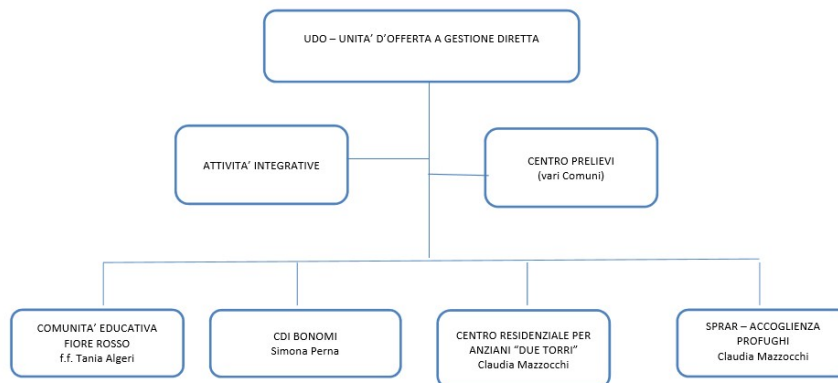 UDO – UNITA’ D’OFFERTA A GESTIONE DIRETTA
ATTIVITA’ INTEGRATIVE
CENTRO PRELIEVI
(vari Comuni)
COMUNITA’ EDUCATIVA
FIORE ROSSO
f.f. Tania Algeri
CDI BONOMI
Simona Perna
CENTRO RESIDENZIALE PER
ANZIANI “DUE TORRI”
Claudia Mazzocchi
SPRAR – ACCOGLIENZA
PROFUGHI
Claudia Mazzocchi